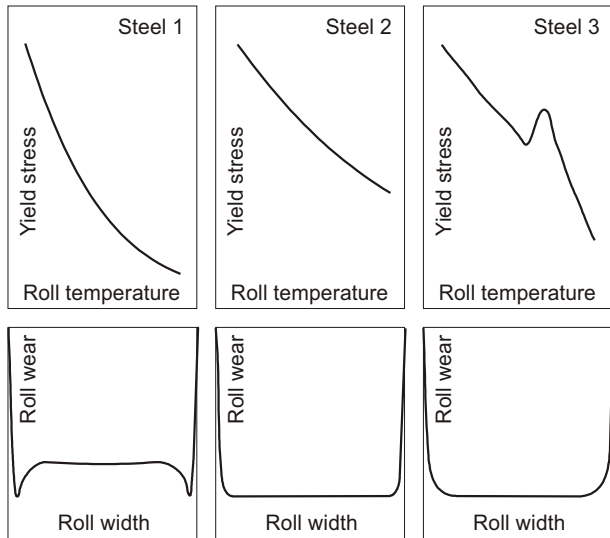 Steel 1
Yield stress
Roll temperature
Steel 2
Yield stress
Roll temperature
Steel 3
Yield stress
Roll temperature
Roll wear
Roll width
Roll wear
Roll width
Roll wear
Roll width